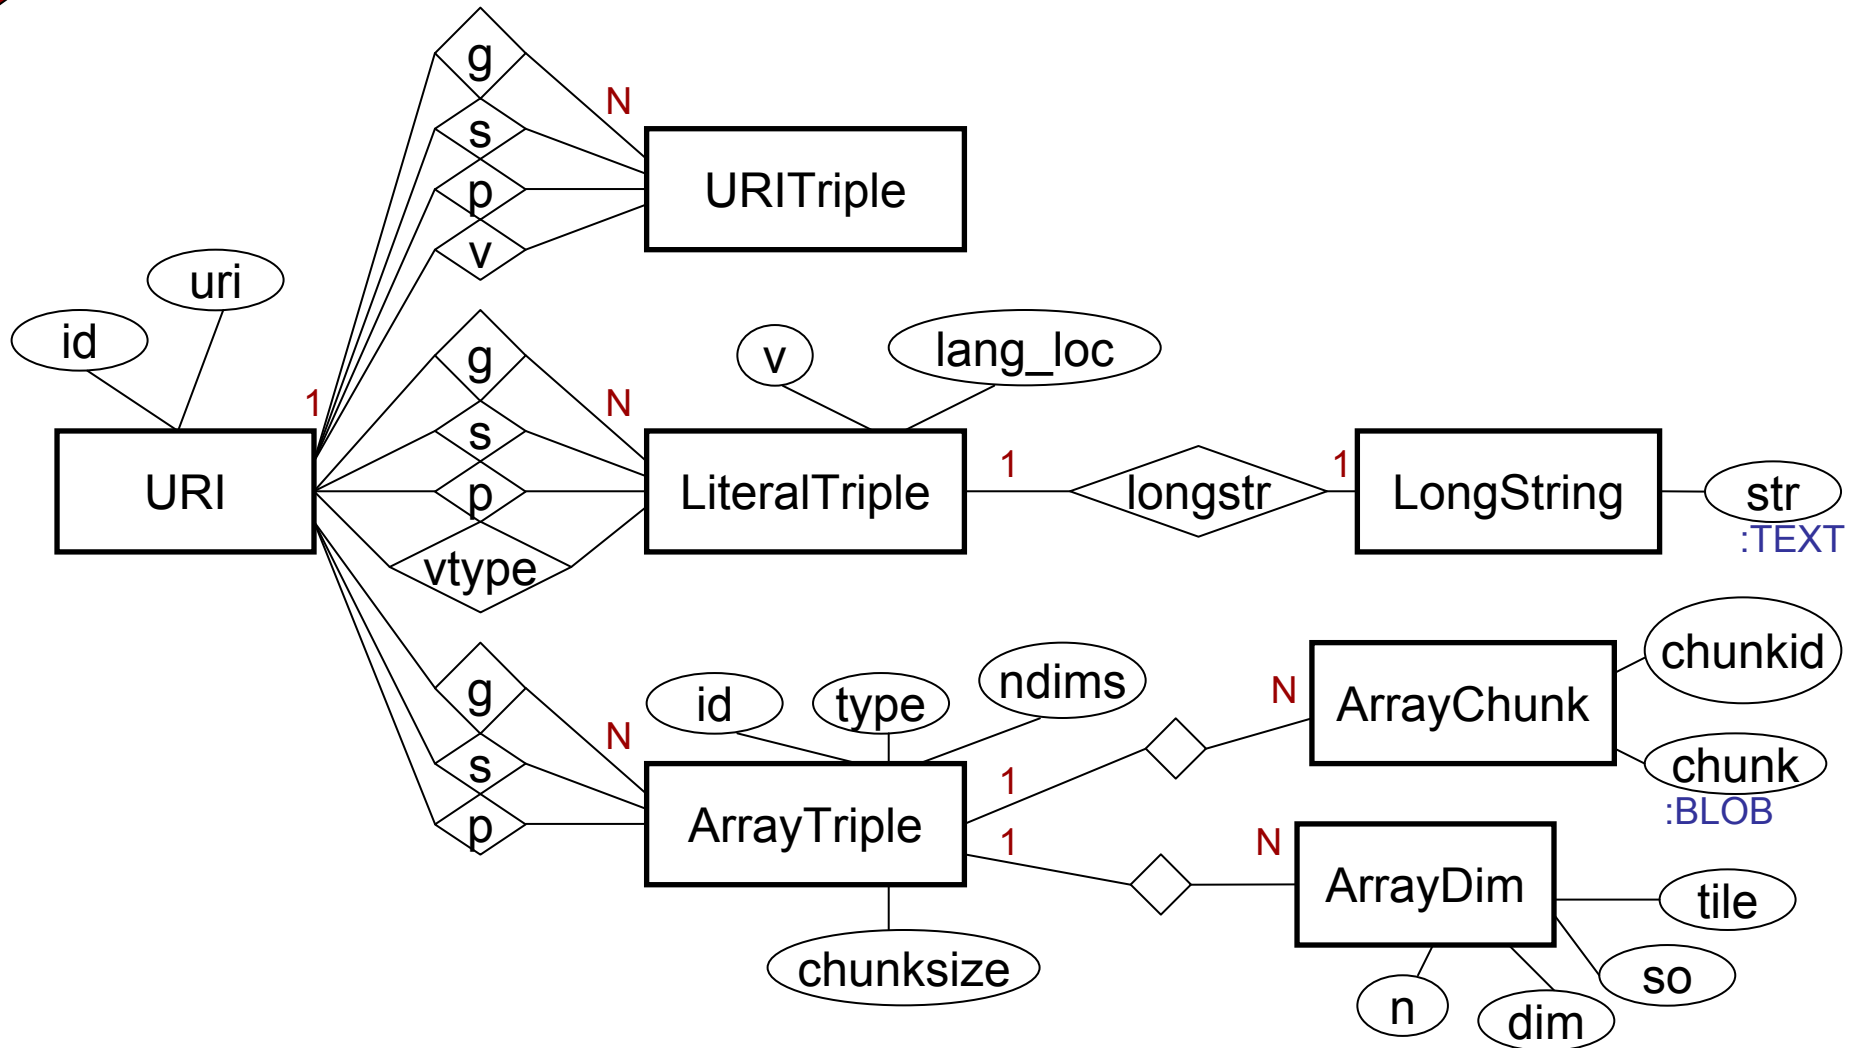 g
N
s
URITriple
p
v
uri
id
g
v
lang_loc
1
N
s
1
1
URI
p
LiteralTriple
longstr
LongString
str
:TEXT
vtype
chunkid
g
id
type
ndims
N
ArrayChunk
N
s
1
chunk
:BLOB
p
ArrayTriple
1
N
ArrayDim
tile
chunksize
so
n
dim